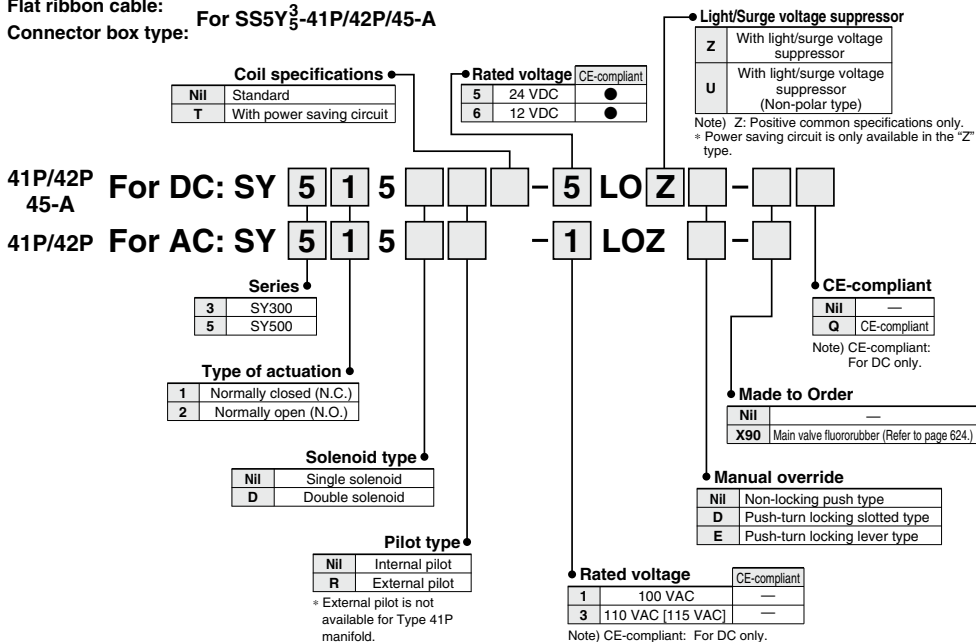 Flat ribbon cable:
Connector box type:
For SS5Y3/5-41P/42P/45-A
Light/Surge voltage suppressor
Z With light/surge voltage suppressor
U With light/surge voltage suppressor (Non-polar type)
Note) Z: Positive common specifications only.
* Power saving circuit is only available in the “Z” type.
Coil specifications
Nil Standard
T With power saving circuit
Rated voltage CE-compliant
5 24 VDC ●
6 12 VDC ●
41P/42P
45-A
For DC: SY 5 1 5 – 5 LO Z –
41P/42P For AC: SY 5 1 5 – 1 LOZ –
Series
3 SY300
5 SY500
CE-compliant
Nil —
Q CE-compliant
Note) CE-compliant:
For DC only.
Type of actuation
1 Normally closed (N.C.)
2 Normally open (N.O.)
Made to Order
Nil —
X90 Main valve fluororubber (Refer to page 624.)
Solenoid type
Nil Single solenoid
D Double solenoid
Manual override
Nil Non-locking push type
D Push-turn locking slotted type
E Push-turn locking lever type
Pilot type
Nil Internal pilot
R External pilot
* External pilot is not
available for Type 41P
manifold.
Rated voltage CE-compliant
1 100 VAC —
3 110 VAC [115 VAC] —
Note) CE-compliant: For DC only.